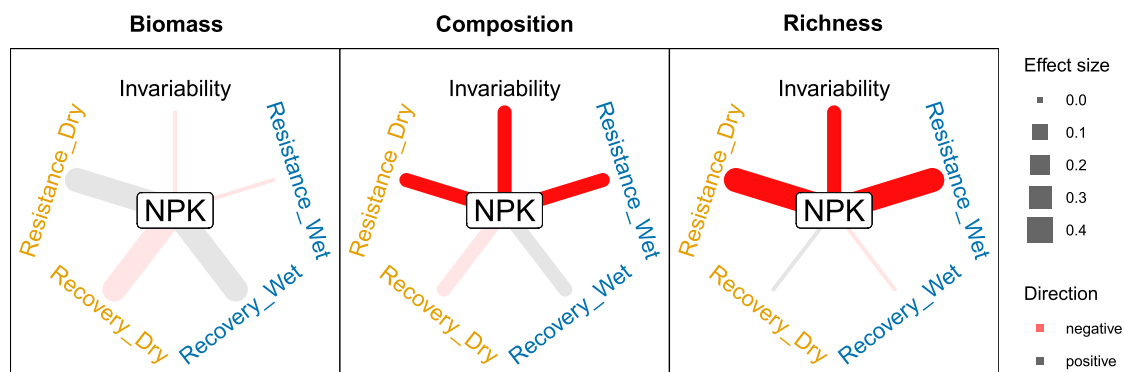 Biomass
Composition
Richness
Invariability
Resistance_Dry
Resistance_Wet
NPK
Recovery_Dry
Recovery_Wet
Invariability
Resistance_Dry
Resistance_Wet
NPK
Recovery_Dry
Recovery_Wet
Invariability
Resistance_Dry
Resistance_Wet
NPK
Recovery_Dry
Recovery_Wet
Effect size
0.0
0.1
0.2
0.3
0.4
Direction
negative
positive